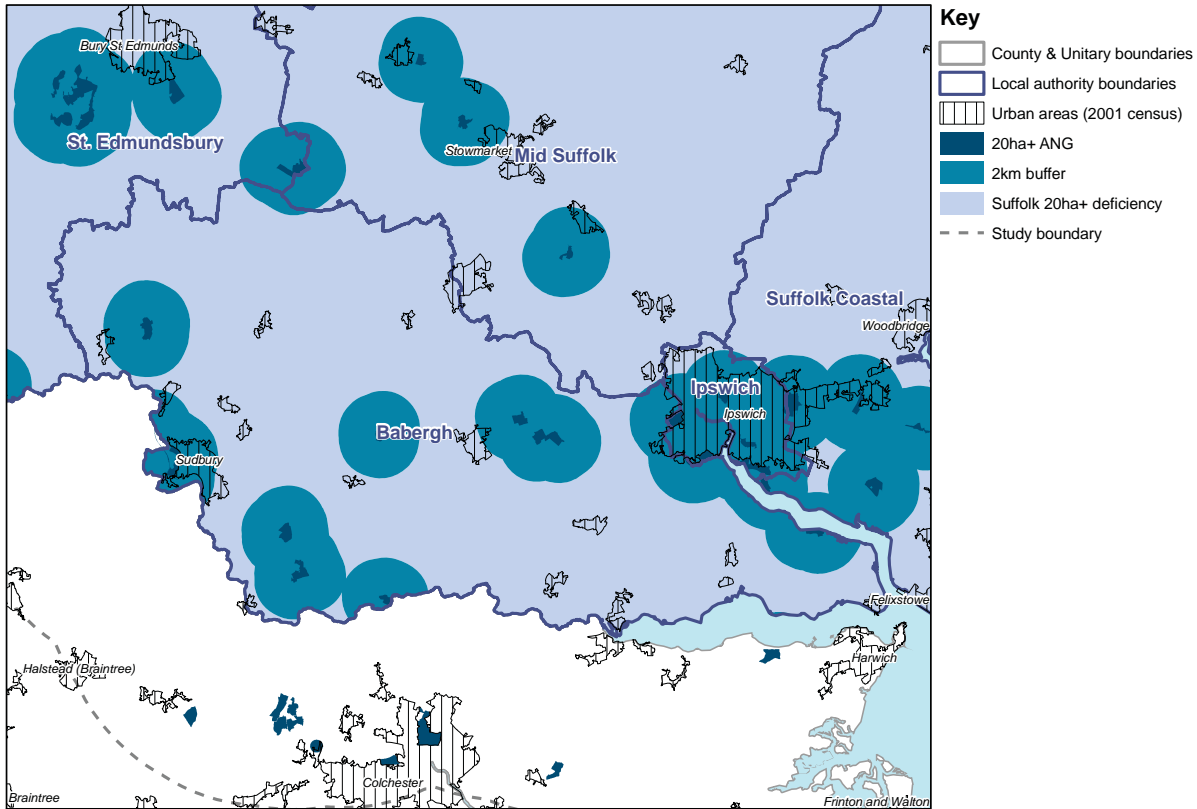 Key
County & Unitary boundaries
Local authority boundaries
Urban areas (2001 census)
20ha+ ANG
2km buffer
Suffolk 20ha+ deficiency
Study boundary
Bury St Edmunds
St. Edmundsbury
Stowmarket
Mid Suffolk
Suffolk Coastal
Woodbridge
Ipswich
Ipswich
Babergh
Sudbury
Felixstowe
Halstead (Braintree)
Harwich
Colchester
Braintree
Frinton and Walton